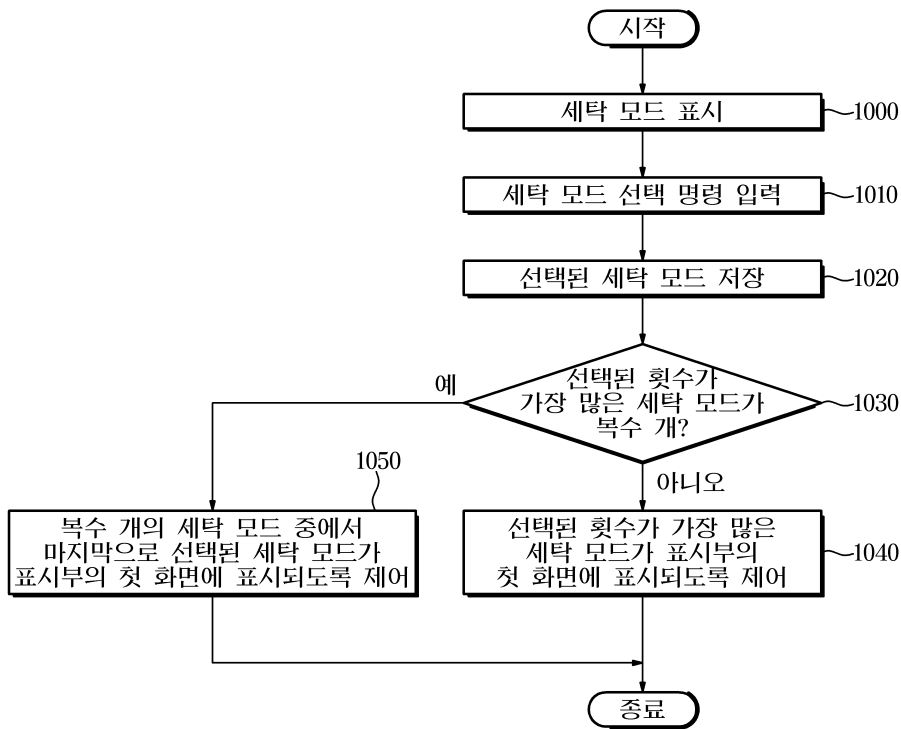 시작
세탁 모드 표시
1000
세탁 모드 선택 명령 입력
1010
선택된 세탁 모드 저장
1020
선택된 횟수가
가장 많은 세탁 모드가
복수 개?
1030
예
아니오
1050
복수 개의 세탁 모드 중에서
마지막으로 선택된 세탁 모드가
표시부의 첫 화면에 표시되도록 제어
선택된 횟수가 가장 많은
세탁 모드가 표시부의
첫 화면에 표시되도록 제어
1040
종료